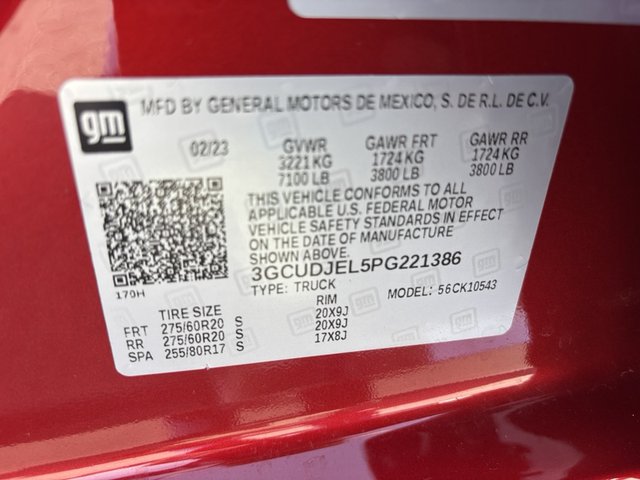 gm
MFD BY GENERAL MOTORS DE MEXICO, S. DE R.L. DE C.V.
02/23 GVWR GAWR FRT GAWR RR
3221 KG 1724 KG 1724 KG
7100 LB 3800 LB 3800 LB
THIS VEHICLE CONFORMS TO ALL
APPLICABLE U.S. FEDERAL MOTOR
VEHICLE SAFETY STANDARDS IN EFFECT
ON THE DATE OF MANUFACTURE
SHOWN ABOVE.
3GCUDJEL5PG221386
170H TYPE: TRUCK MODEL: 56CK10543
TIRE SIZE RIM
FRT 275/60R20 S 20X9J
RR 275/60R20 S 20X9J
SPA 255/80R17 S 17X8J